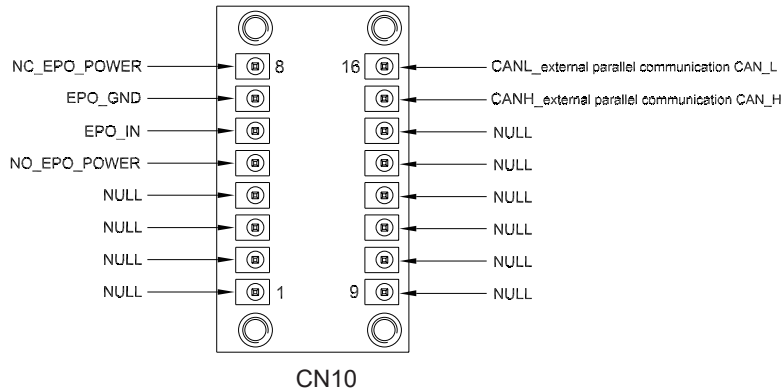 NC_EPO_POWER 8 16 CANL_external parallel communication CAN_L
EPO_GND CANH_external parallel communication CAN_H
EPO_IN NULL
NO_EPO_POWER NULL
NULL NULL
NULL NULL
NULL NULL
NULL 1 9 NULL
CN10